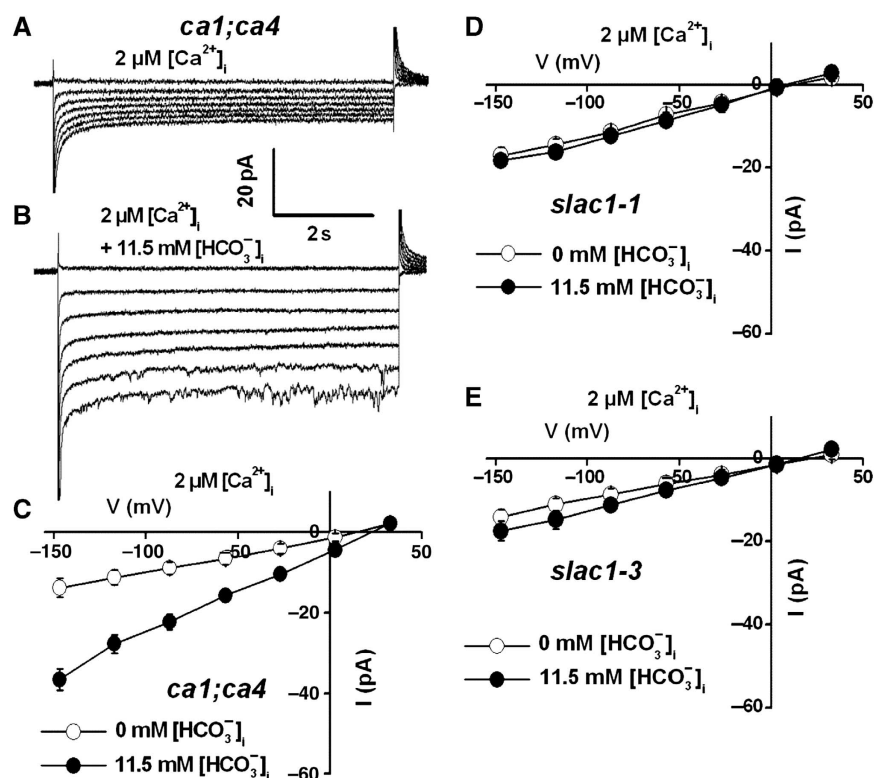 A
ca1;ca4
2 µM [Ca²⁺]ᵢ
20 pA
2 s
B
2 µM [Ca²⁺]ᵢ
+ 11.5 mM [HCO₃⁻]ᵢ
C
2 µM [Ca²⁺]ᵢ
V (mV)
−150 −100 −50 0 50
−20
−40
−60
I (pA)
ca1;ca4
0 mM [HCO₃⁻]ᵢ
11.5 mM [HCO₃⁻]ᵢ
D
2 µM [Ca²⁺]ᵢ
V (mV)
−150 −100 −50 0 50
−20
−40
−60
I (pA)
slac1-1
0 mM [HCO₃⁻]ᵢ
11.5 mM [HCO₃⁻]ᵢ
E
2 µM [Ca²⁺]ᵢ
V (mV)
−150 −100 −50 0 50
−20
−40
−60
I (pA)
slac1-3
0 mM [HCO₃⁻]ᵢ
11.5 mM [HCO₃⁻]ᵢ